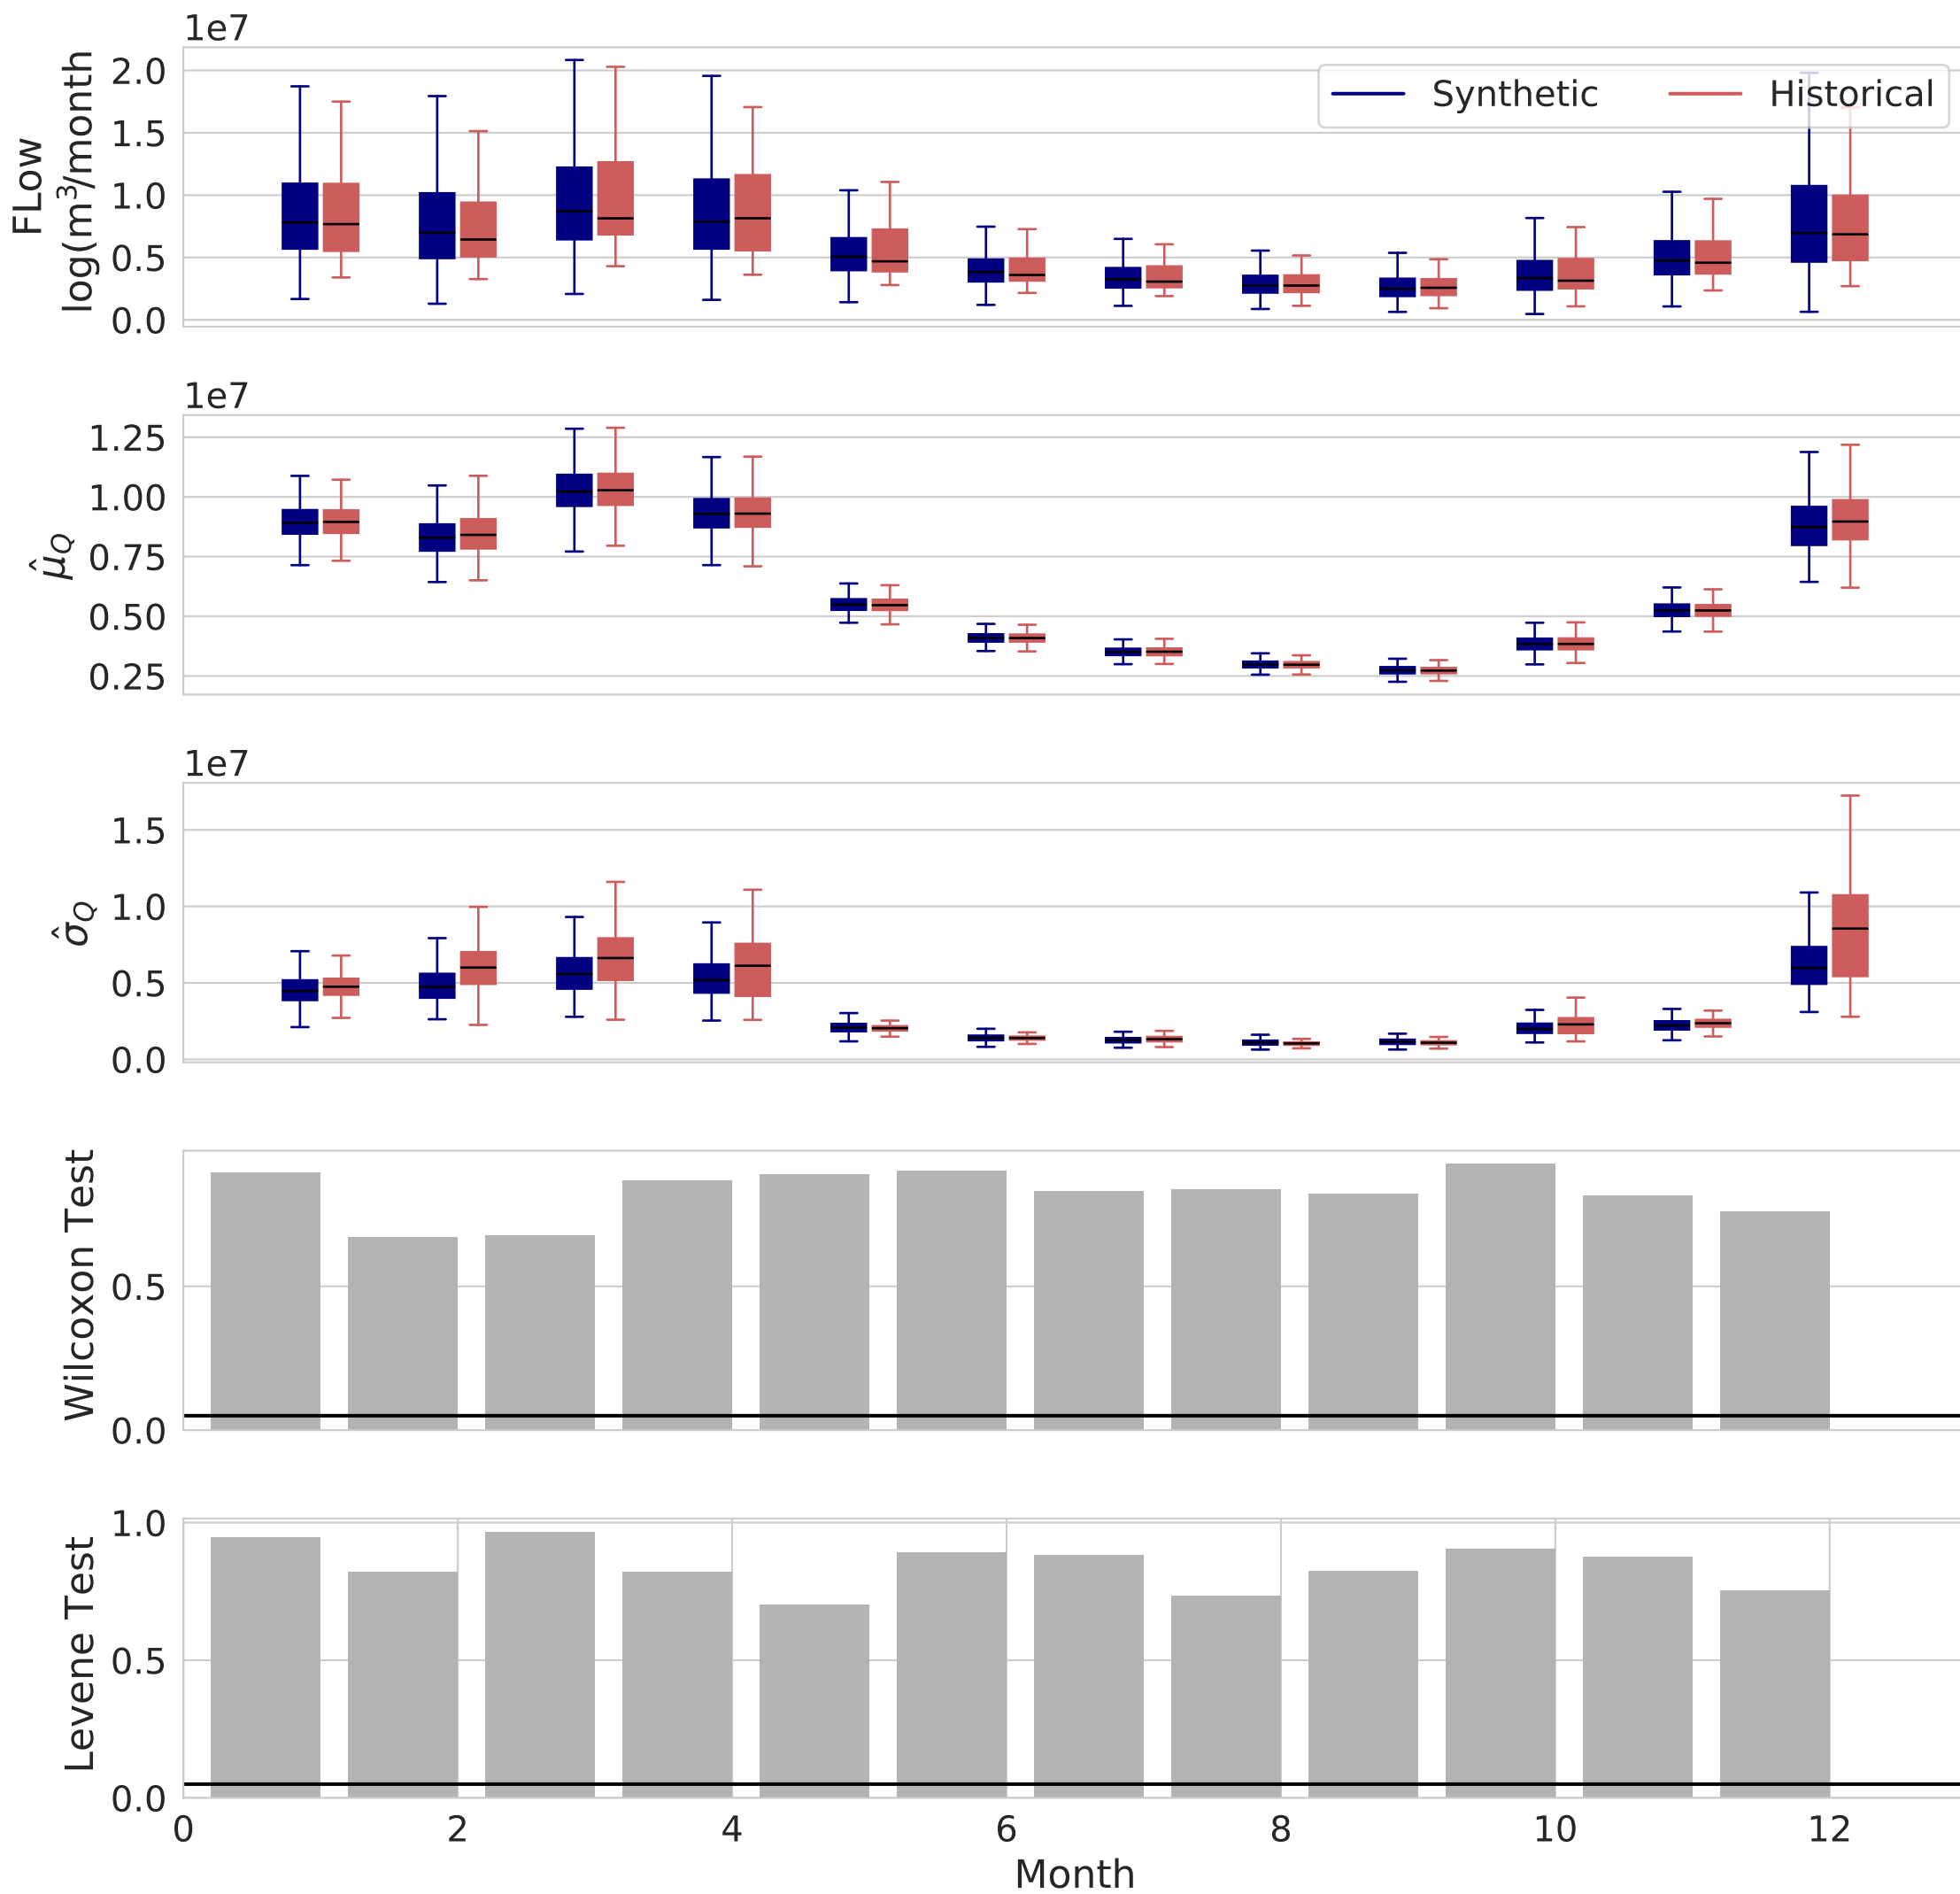 1e7
FLow
log(m³/month
2.0
1.5
1.0
0.5
0.0
Synthetic Historical
1e7
μ̂_Q
1.25
1.00
0.75
0.50
0.25
1e7
σ̂_Q
1.5
1.0
0.5
0.0
Wilcoxon Test
0.5
0.0
Levene Test
1.0
0.5
0.0
0 2 4 6 8 10 12
Month